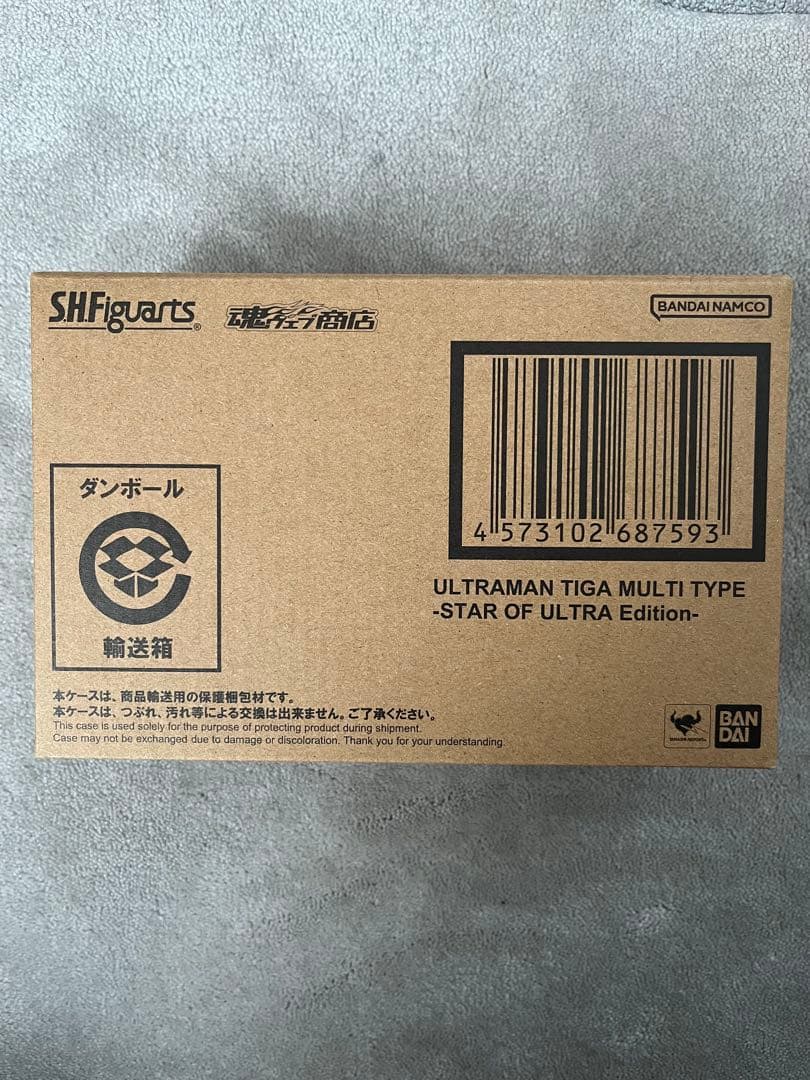 S.H.Figuarts®
魂ウェブ商店
BANDAI NAMCO
4 573102 687593
ULTRAMAN TIGA MULTI TYPE
-STAR OF ULTRA Edition-
ダンボール
輸送箱
本ケースは、商品輸送用の保護梱包材です。
本ケースは、つぶれ、汚れ等による交換は出来ません。ご了承ください。
This case is used solely for the purpose of protecting product during shipment.
Case may not be exchanged due to damage or discoloration. Thank you for your understanding.
BAN
DAI